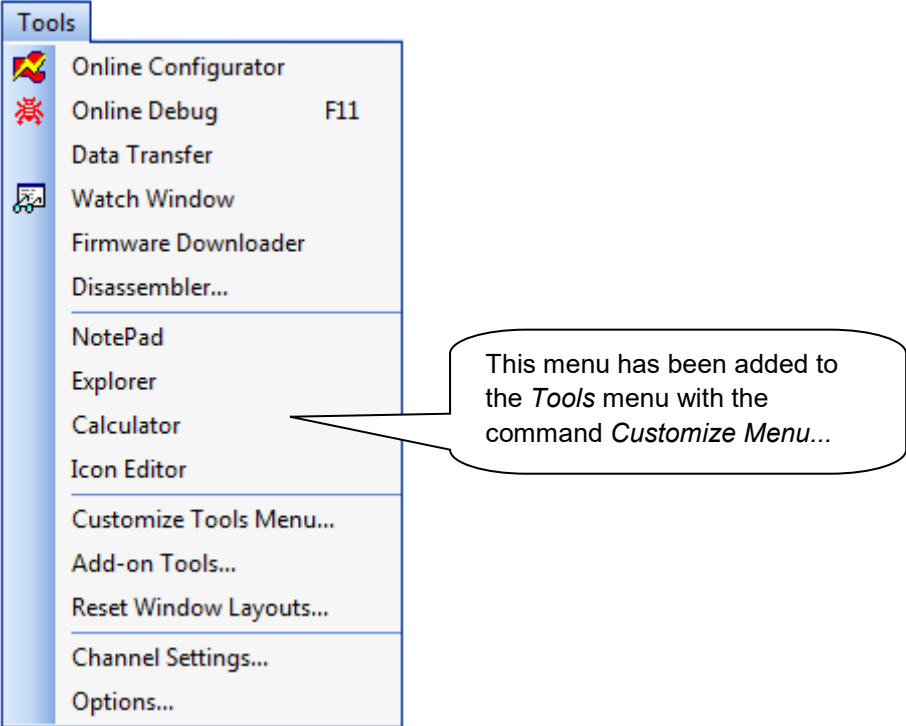 Tools
Online Configurator
Online Debug F11
Data Transfer
Watch Window
Firmware Downloader
Disassembler...
NotePad
Explorer
Calculator
Icon Editor
Customize Tools Menu...
Add-on Tools...
Reset Window Layouts...
Channel Settings...
Options...
This menu has been added to
the Tools menu with the
command Customize Menu...